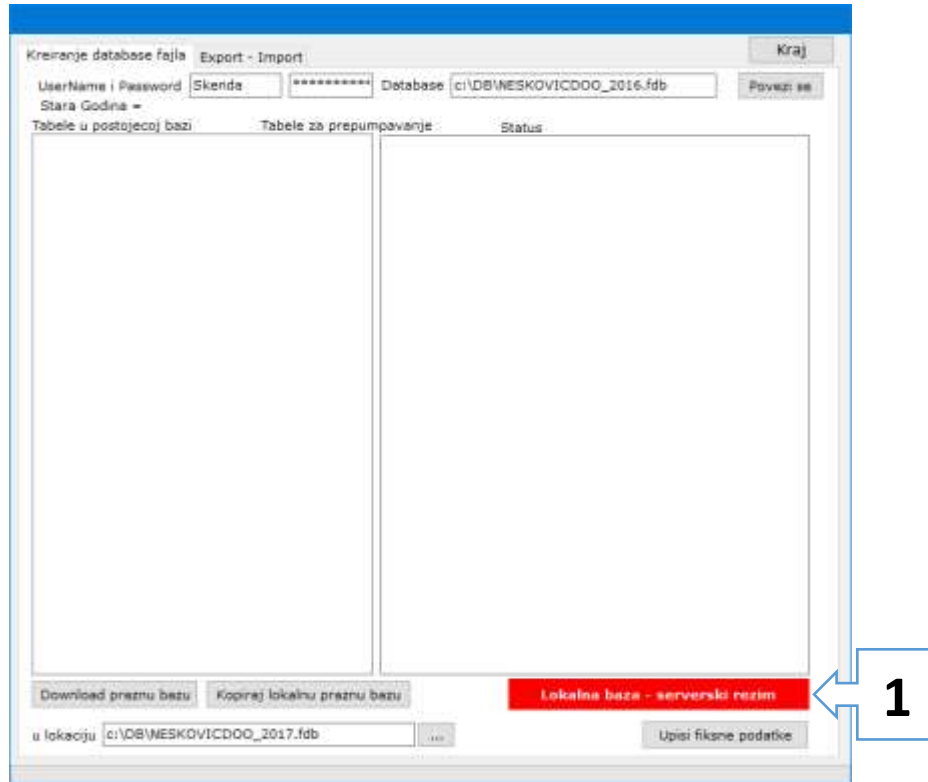 Kraj
Kreiranje database fajla Export - Import
UserName i Password Skenda ********** Database c:\DB\NESKOVICDOO_2016.fdb Povezi se
Stara Godina =
Tabele u postojecoj bazi Tabele za prepumpavanje Status
Download praznu bazu Kopiraj lokalnu praznu bazu Lokalna baza - serverski rezim 1
u lokaciju c:\DB\NESKOVICDOO_2017.fdb ... Upisi fiksne podatke